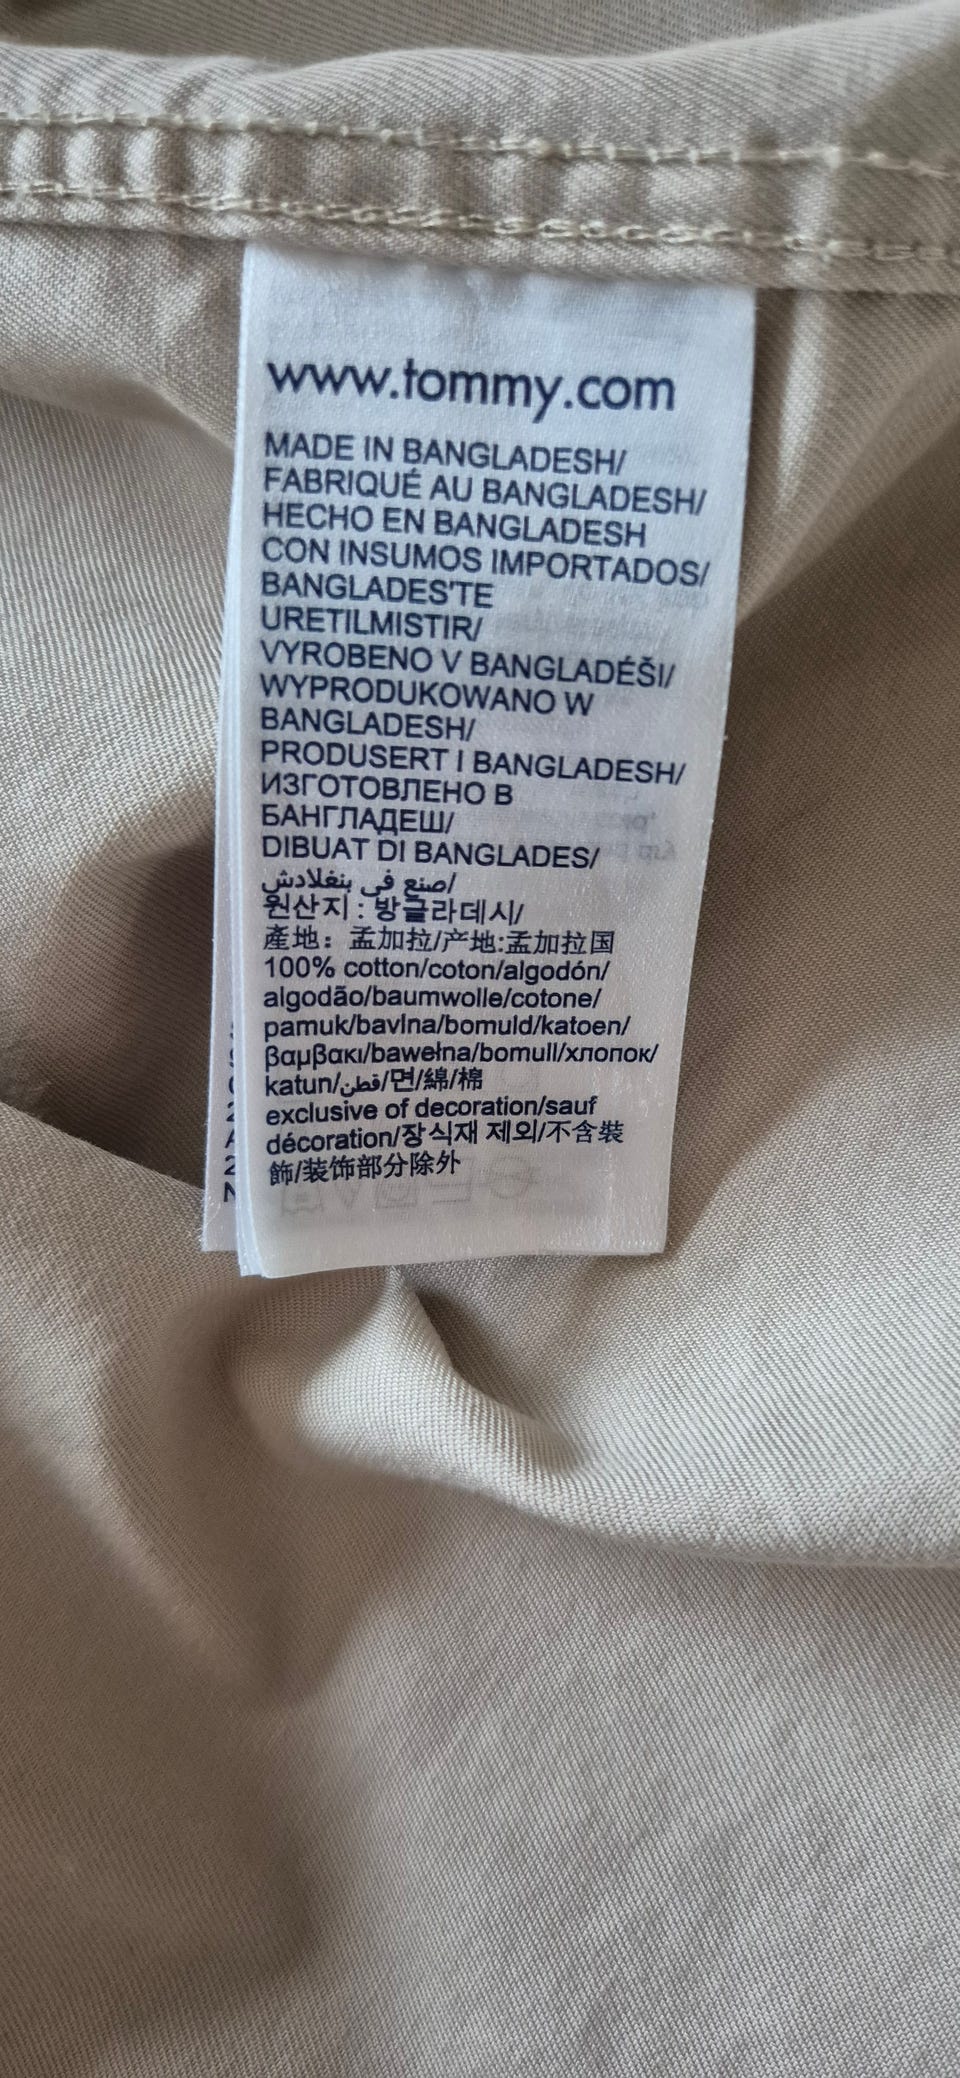 www.tommy.com
MADE IN BANGLADESH/
FABRIQUÉ AU BANGLADESH/
HECHO EN BANGLADESH
CON INSUMOS IMPORTADOS/
BANGLADES'TE
URETILMISTIR/
VYROBENO V BANGLADÉŠI/
WYPRODUKOWANO W
BANGLADESH/
PRODUSERT I BANGLADESH/
ИЗГОТОВЛЕНО В
БАНГЛАДЕШ/
DIBUAT DI BANGLADES/
صنع في بنغلادش/
원산지 : 방글라데시/
產地：孟加拉/产地:孟加拉国
100% cotton/coton/algodón/
algodão/baumwolle/cotone/
pamuk/bavlna/bomuld/katoen/
βαμβακι/bawełna/bomull/хлопок/
katun/قطن/면/綿/棉
exclusive of decoration/sauf
décoration/장식재 제외/不含裝
飾/装饰部分除外